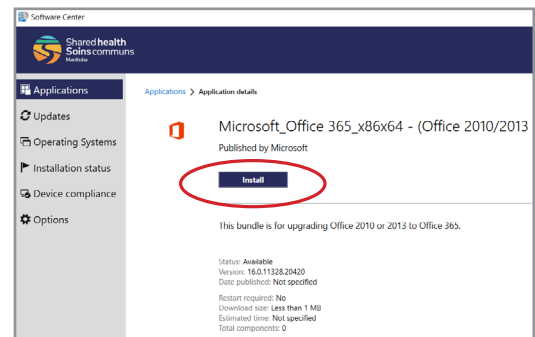 Software Center
Shared health
Soins communs
Manitoba
Applications
Updates
Operating Systems
Installation status
Device compliance
Options
Applications > Application details
Microsoft_Office 365_x86x64 - (Office 2010/2013
Published by Microsoft
Install
This bundle is for upgrading Office 2010 or 2013 to Office 365.
Status: Available
Version: 16.0.11328.20420
Date published: Not specified
Restart required: No
Download size: Less than 1 MB
Estimated time: Not specified
Total components: 0